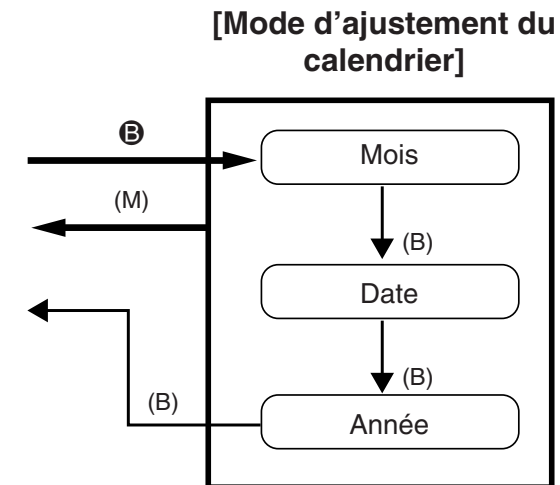 [Mode d’ajustement du
calendrier]
🅑
Mois
(M)
(B)
Date
(B)
(B)
Année